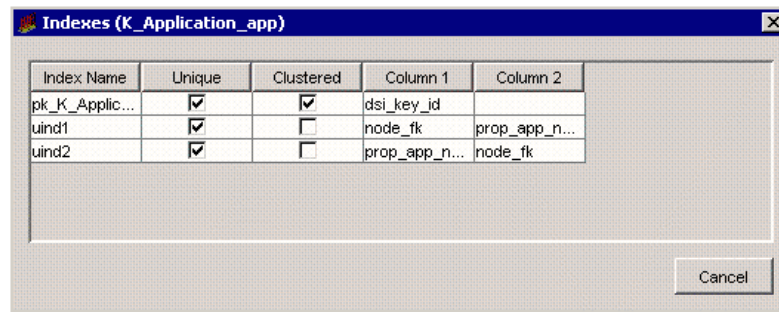 Indexes (K_Application_app)
Index Name Unique Clustered Column 1 Column 2
pk_K_Applic... dsi_key_id
uind1 node_fk prop_app_n...
uind2 prop_app_n... node_fk
Cancel